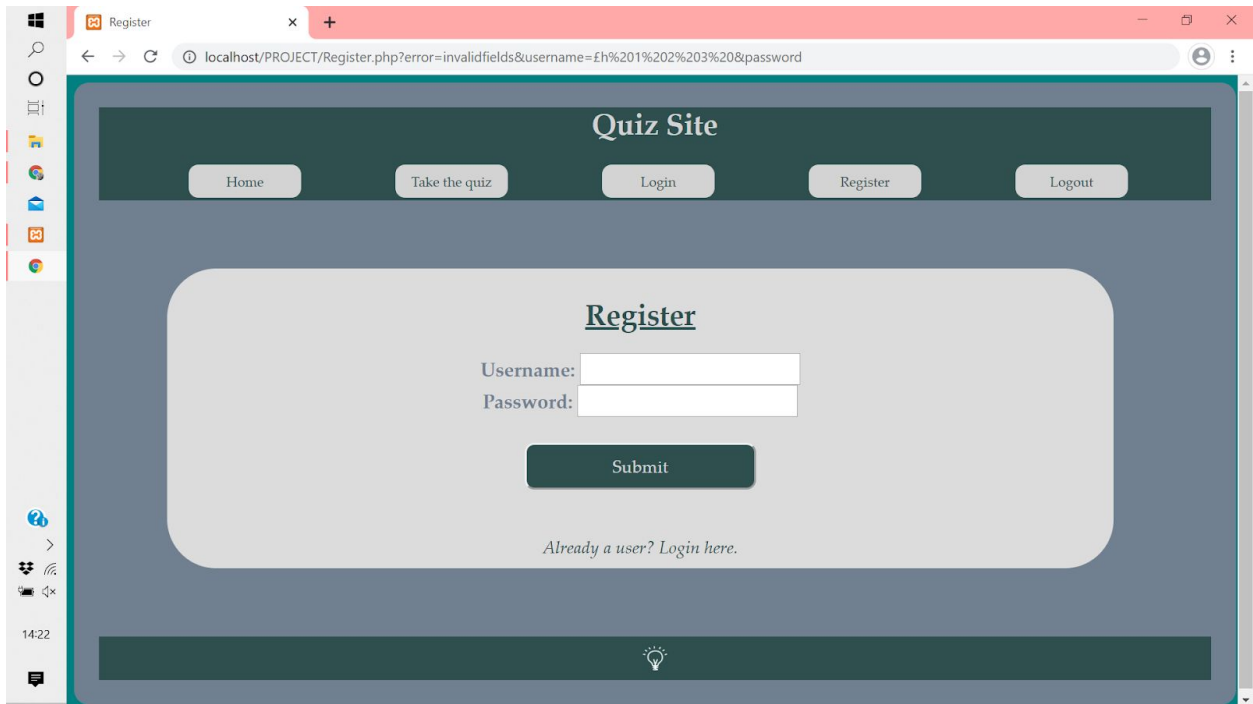 Register
localhost/PROJECT/Register.php?error=invalidfields&username=£h%201%202%203%20&password
Quiz Site
Home Take the quiz Login Register Logout
Register
Username:
Password:
Submit
Already a user? Login here.
14:22